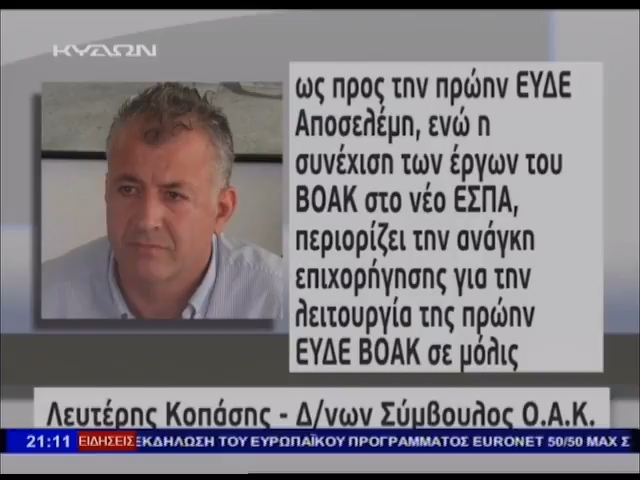 ΚΥΔΩΝ
ως προς την πρώην ΕΥΔΕ
Αποσελέμη, ενώ η
συνέχιση των έργων του
ΒΟΑΚ στο νέο ΕΣΠΑ,
περιορίζει την ανάγκη
επιχορήγησης για την
λειτουργία της πρώην
ΕΥΔΕ ΒΟΑΚ σε μόλις
Λευτέρης Κοπάσης - Δ/νων Σύμβουλος Ο.Α.Κ.
21:11 ΕΙΔΗΣΕΙΣ ΕΚΔΗΛΩΣΗ ΤΟΥ ΕΥΡΩΠΑΪΚΟΥ ΠΡΟΓΡΑΜΜΑΤΟΣ EURONET 50/50 MAX Σ